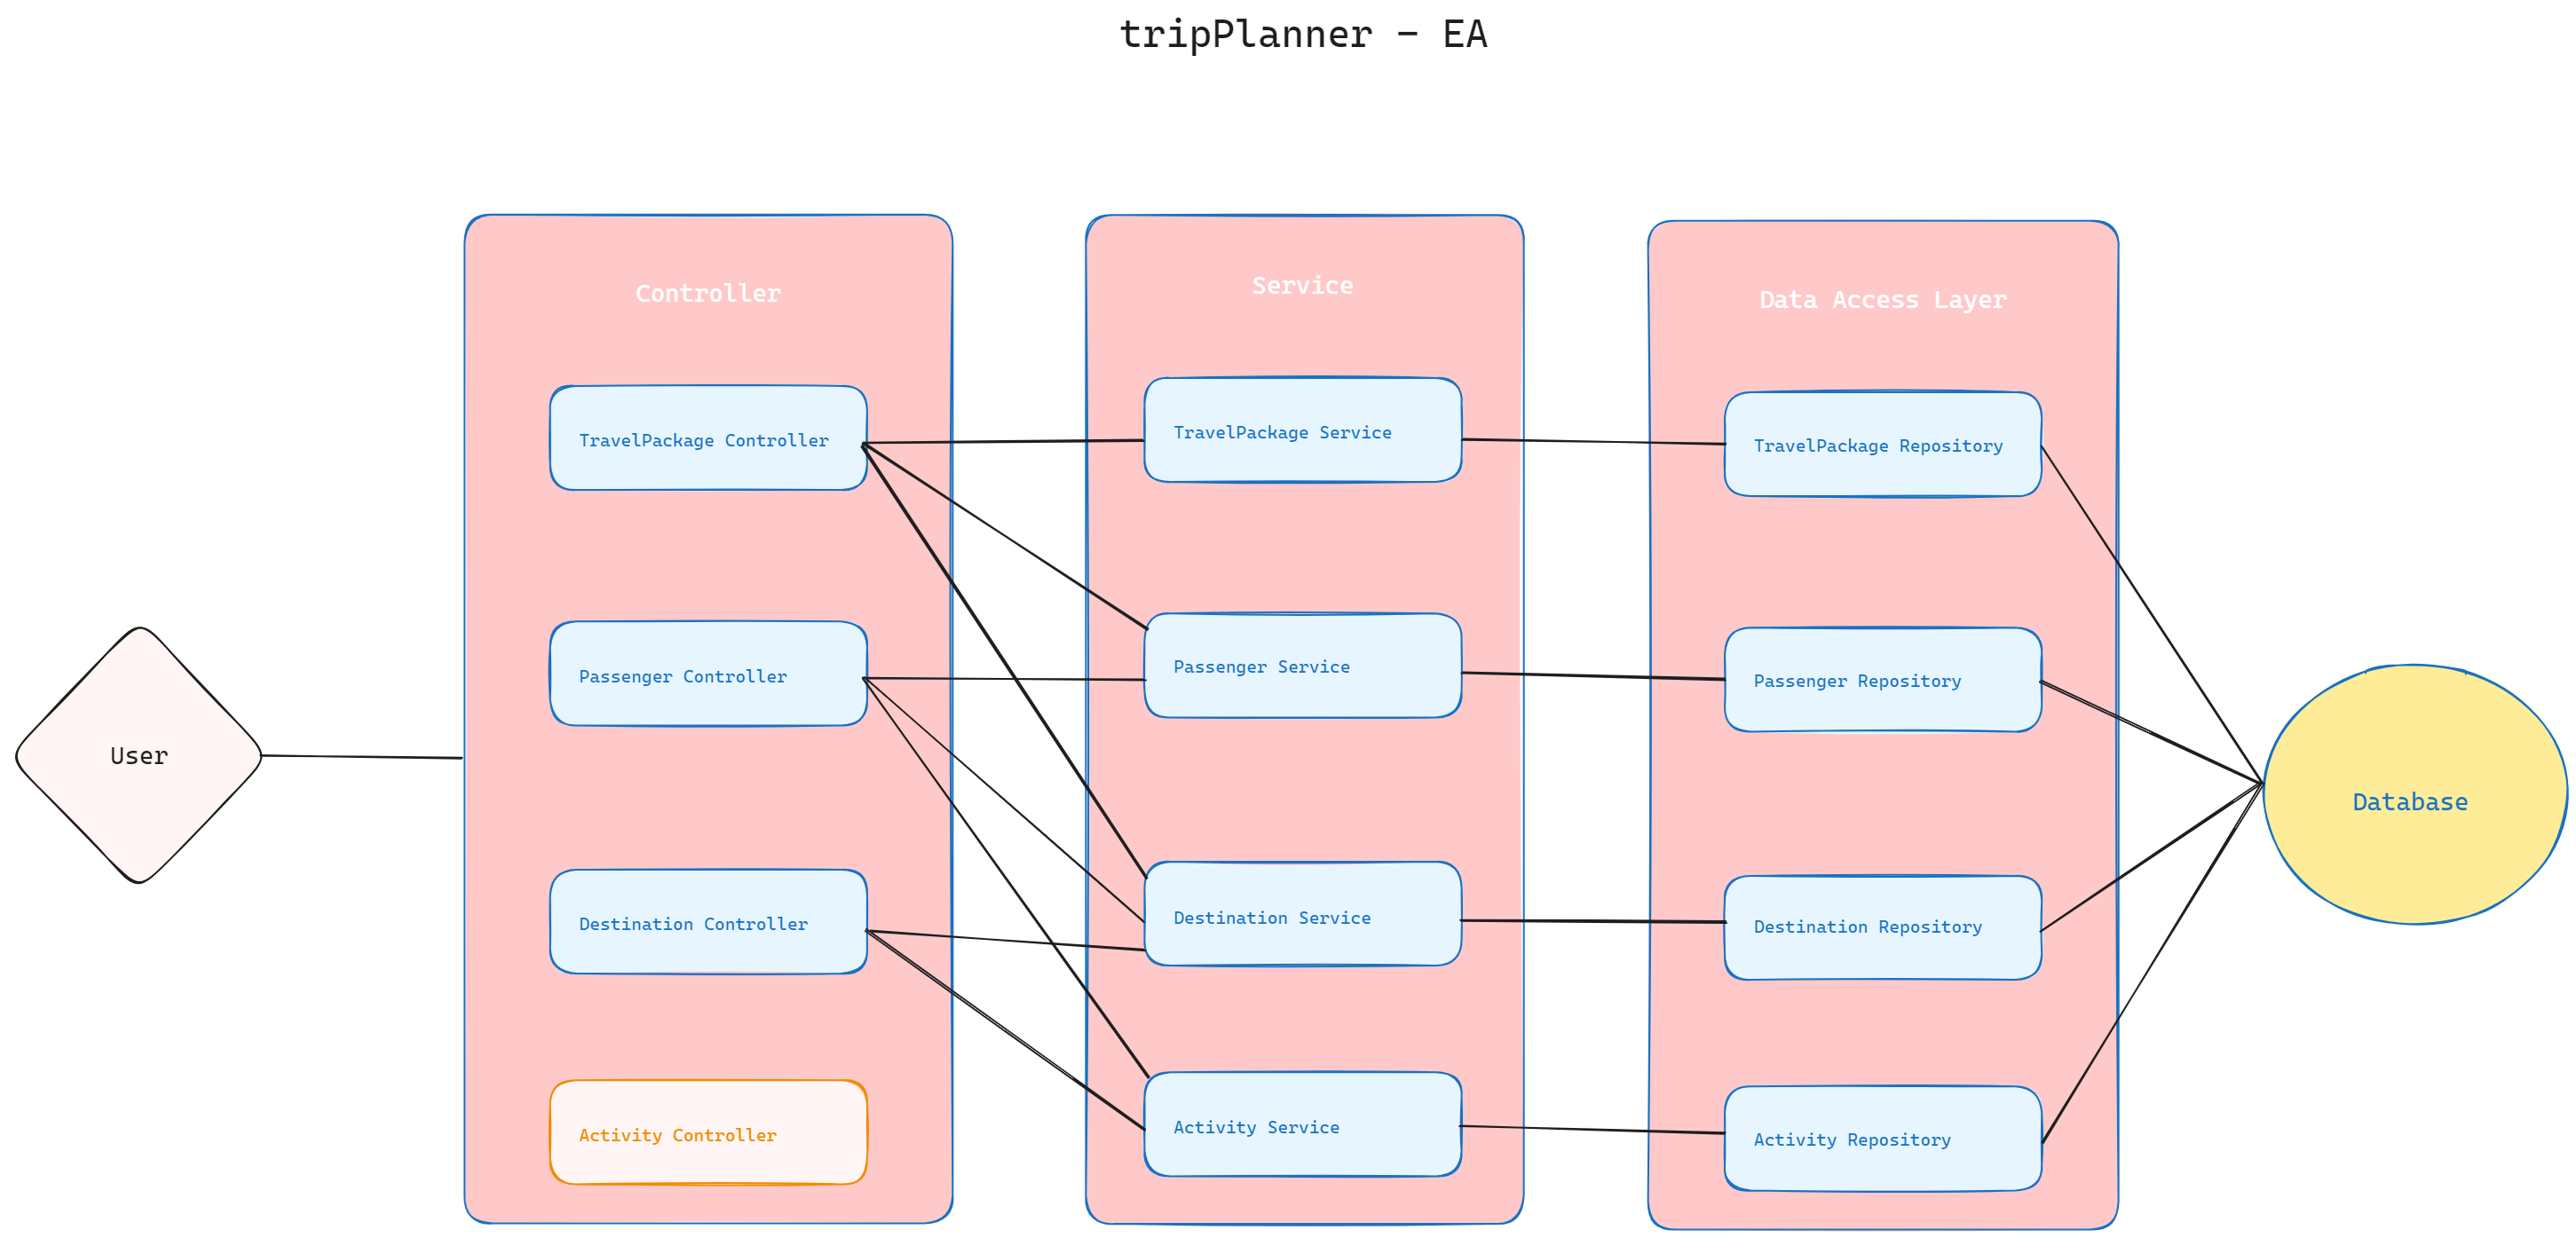 tripPlanner - EA
User
Controller
TravelPackage Controller
Passenger Controller
Destination Controller
Activity Controller
Service
TravelPackage Service
Passenger Service
Destination Service
Activity Service
Data Access Layer
TravelPackage Repository
Passenger Repository
Destination Repository
Activity Repository
Database